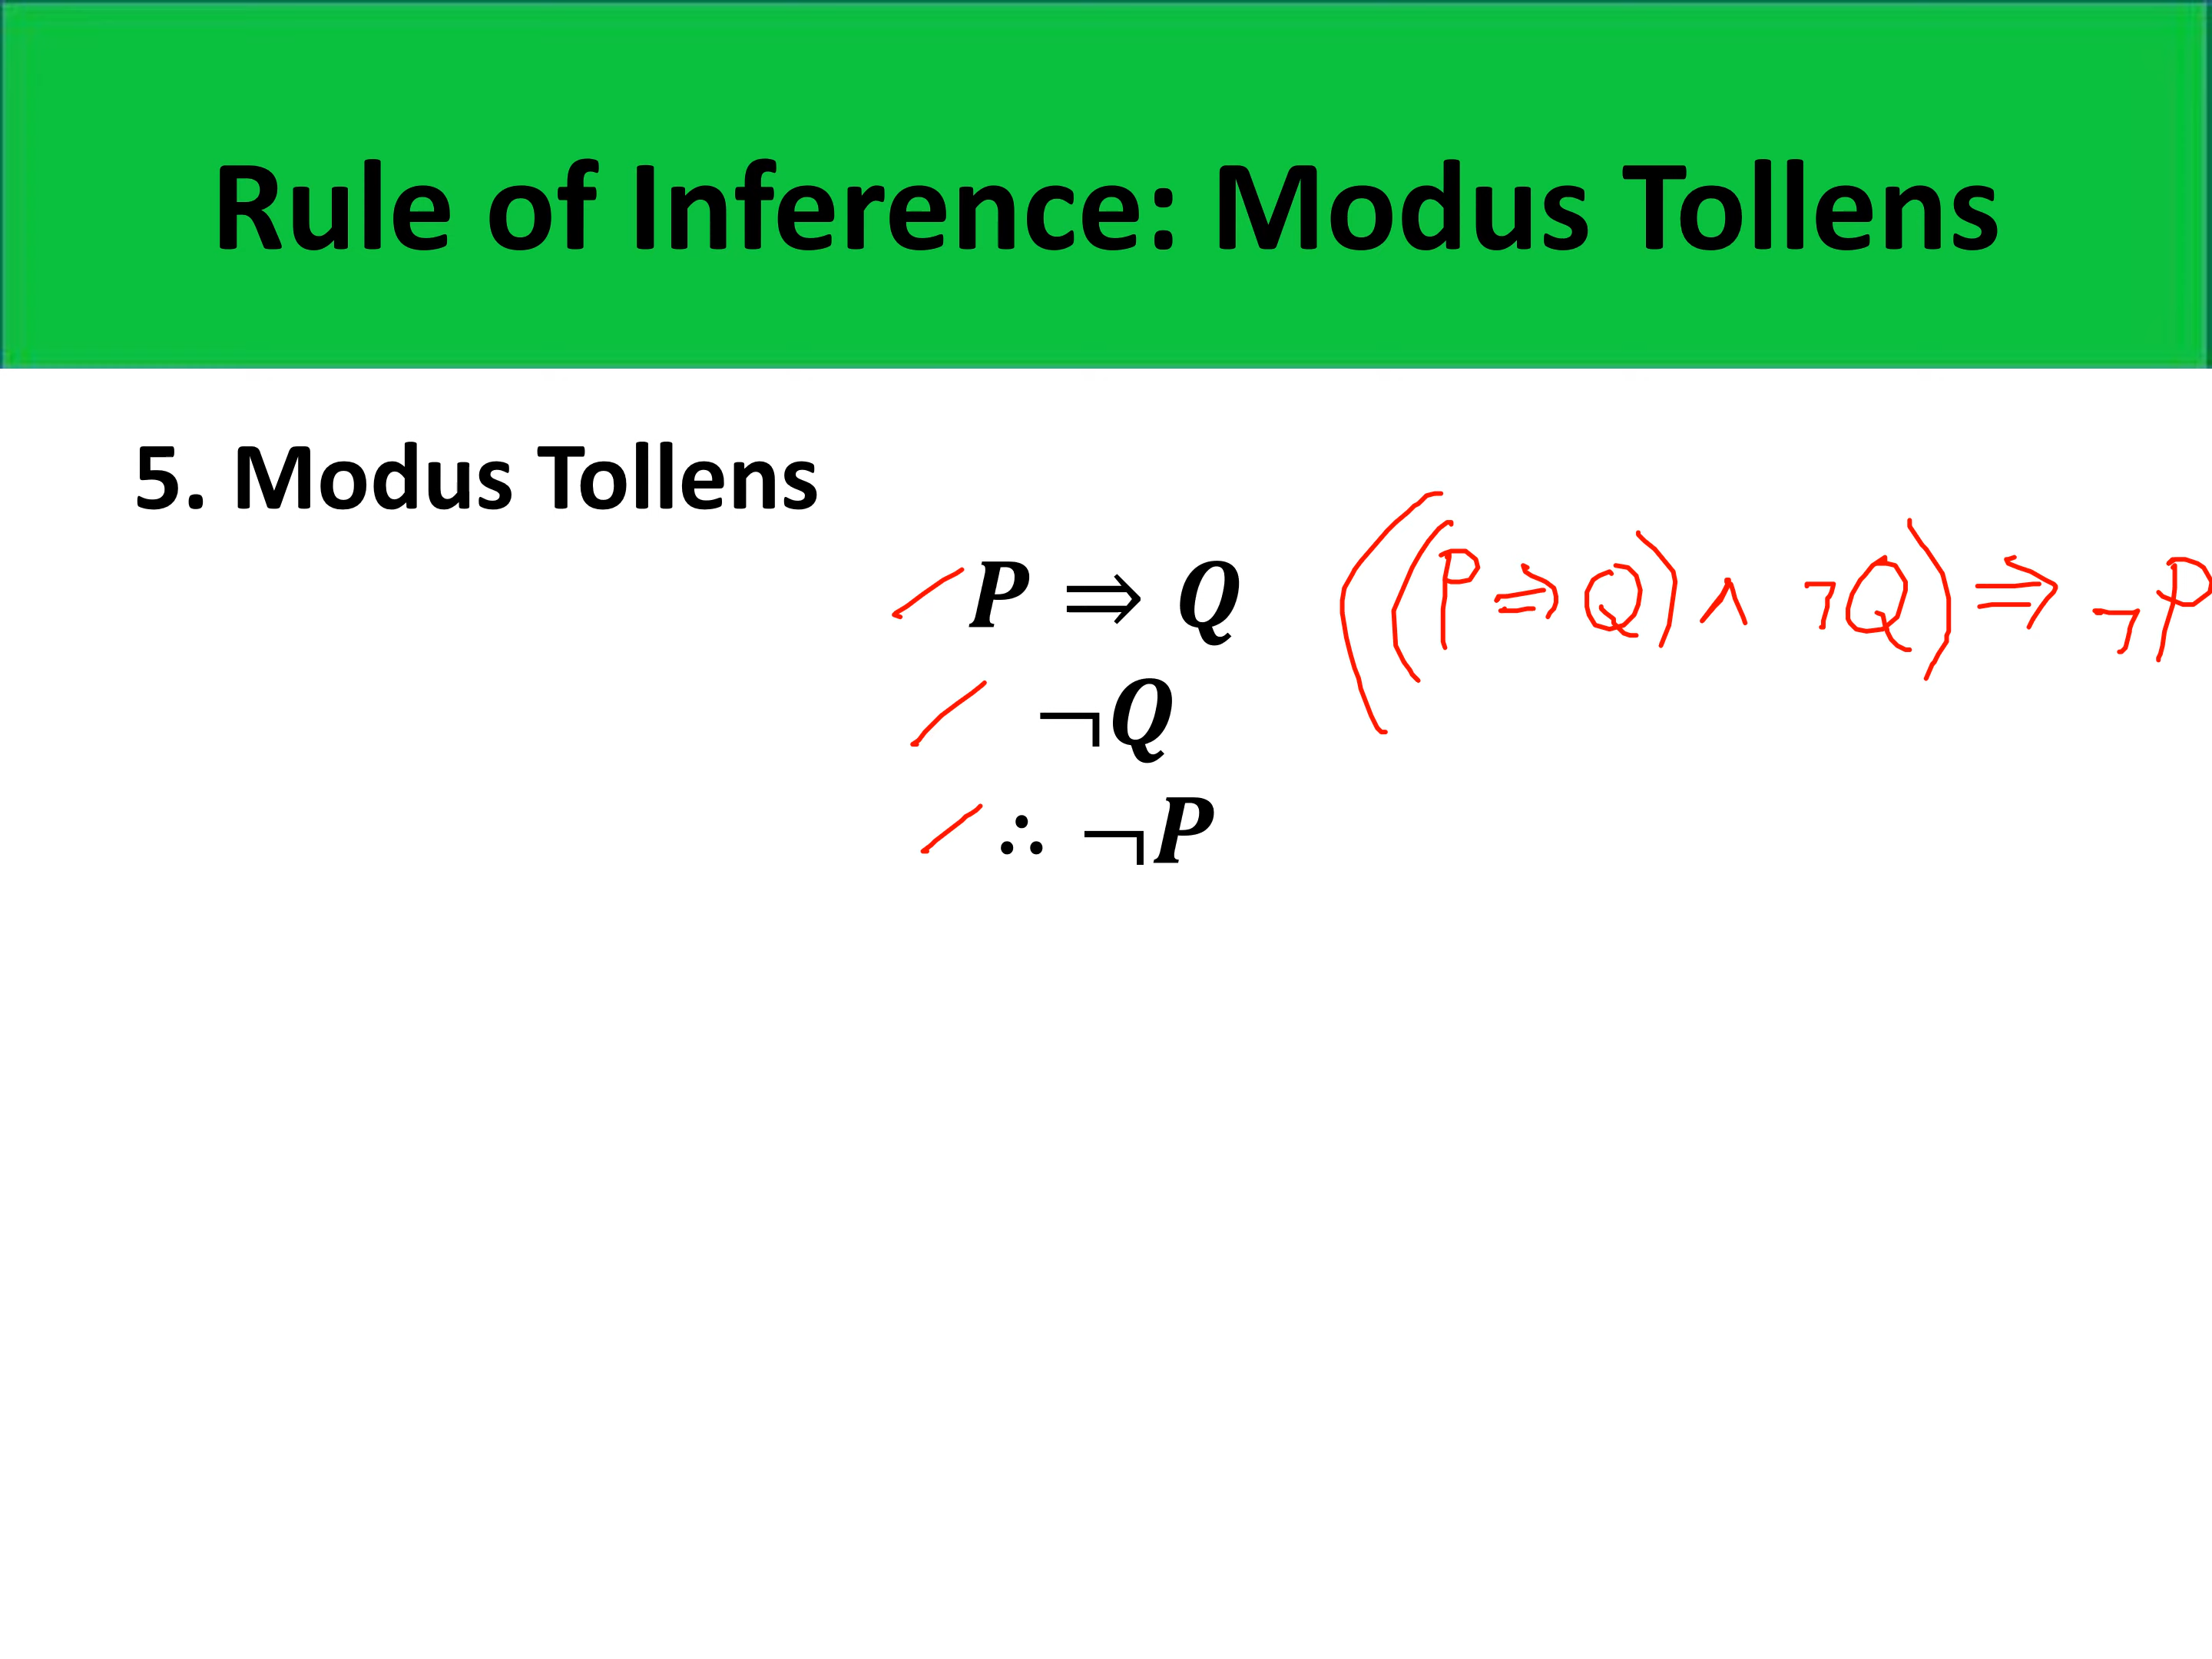 Rule of Inference: Modus Tollens
5. Modus Tollens
P ⇒ Q
((P ⇒ Q) ∧ ¬Q) ⇒ ¬P
¬Q
∴ ¬P